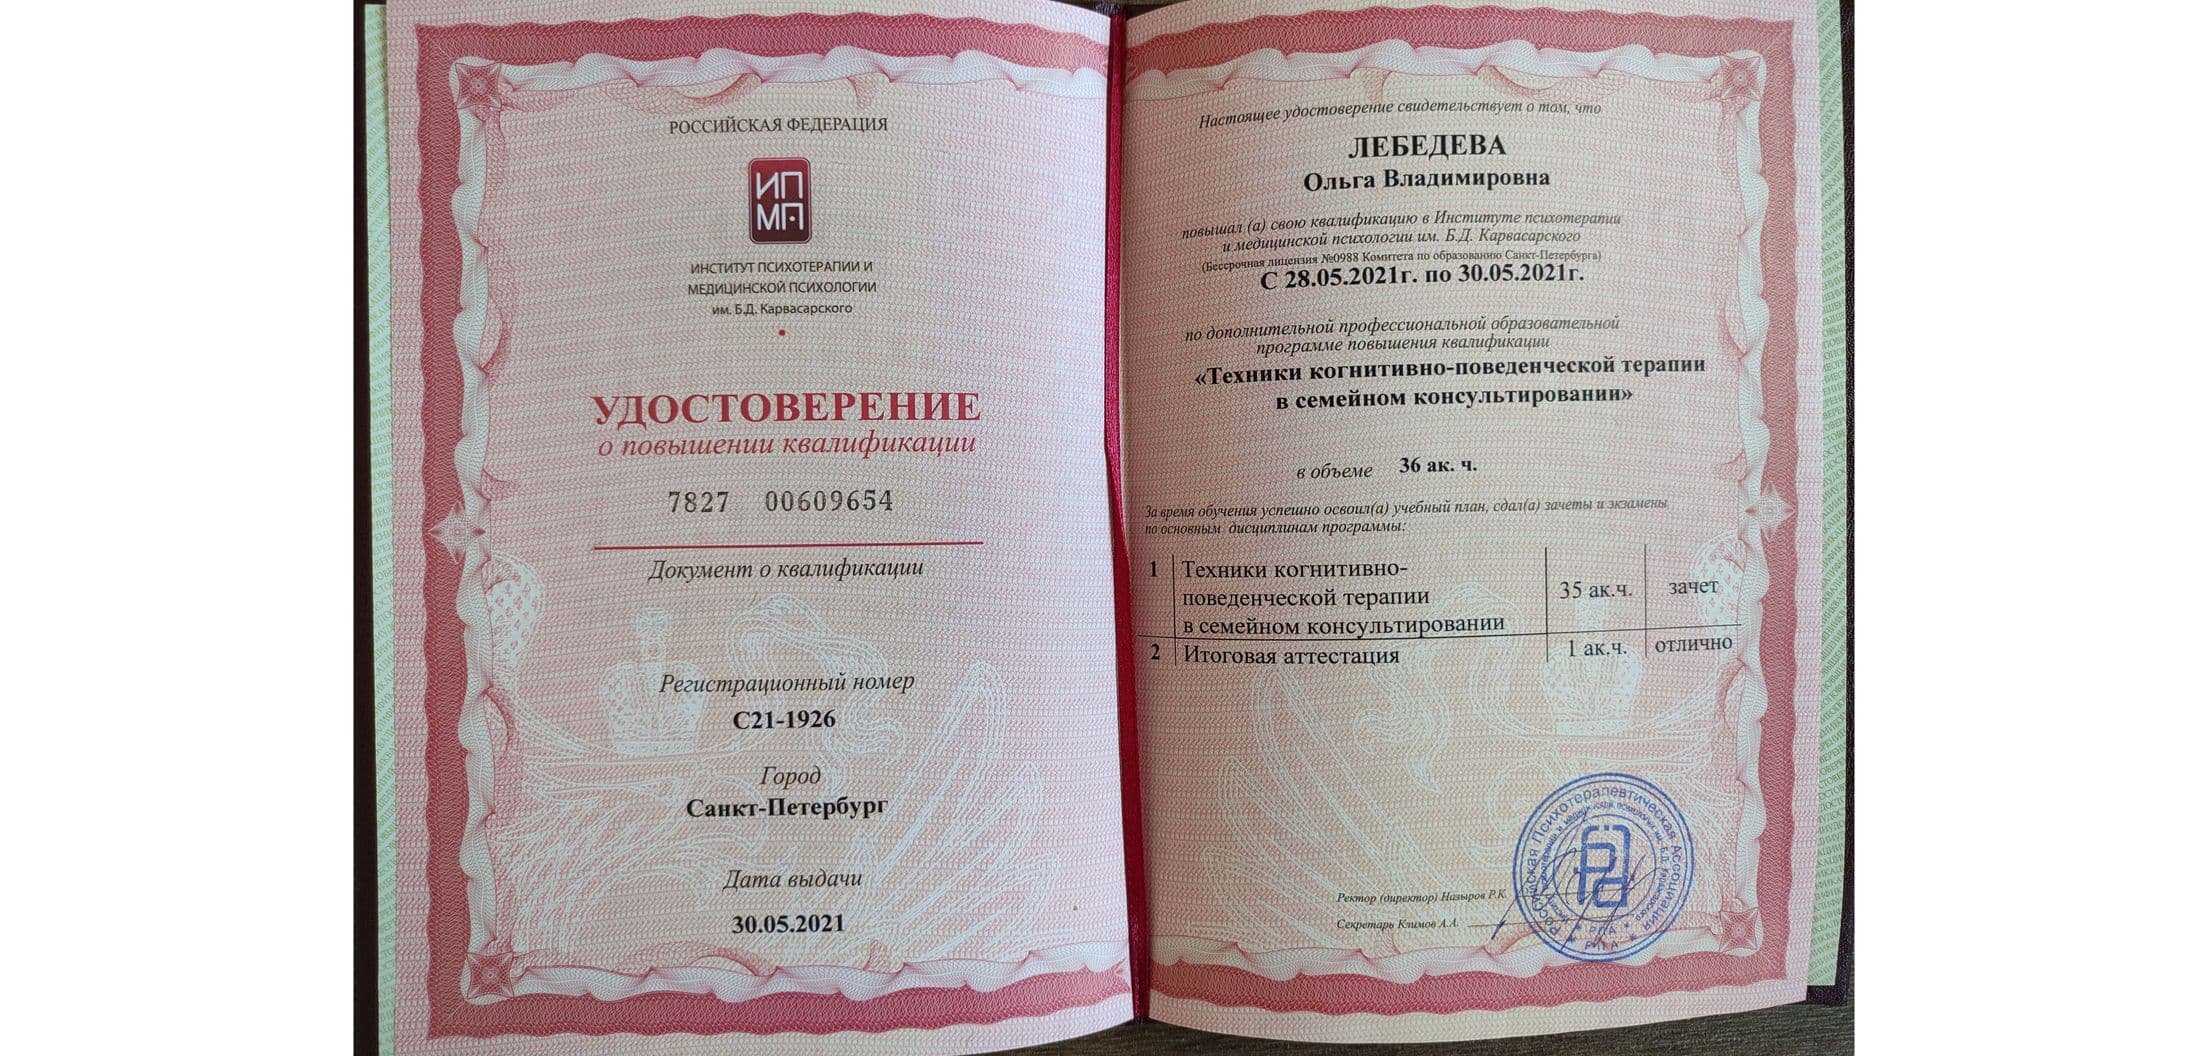 РОССИЙСКАЯ ФЕДЕРАЦИЯ
ИП
МП
ИНСТИТУТ ПСИХОТЕРАПИИ И
МЕДИЦИНСКОЙ ПСИХОЛОГИИ
им. Б.Д. Карвасарского
УДОСТОВЕРЕНИЕ
о повышении квалификации
7827 00609654
Документ о квалификации
Регистрационный номер
С21-1926
Город
Санкт-Петербург
Дата выдачи
30.05.2021
Настоящее удостоверение свидетельствует о том, что
ЛЕБЕДЕВА
Ольга Владимировна
повышал (а) свою квалификацию в Институте психотерапии
и медицинской психологии им. Б.Д. Карвасарского
(Бессрочная лицензия №0988 Комитета по образованию Санкт-Петербурга)
С 28.05.2021г. по 30.05.2021г.
по дополнительной профессиональной образовательной
программе повышения квалификации
«Техники когнитивно-поведенческой терапии
в семейном консультировании»
в объеме 36 ак. ч.
За время обучения успешно освоил(а) учебный план, сдал(а) зачеты и экзамены
по основным дисциплинам программы:
1 Техники когнитивно-
поведенческой терапии 35 ак.ч. зачет
в семейном консультировании
2 Итоговая аттестация 1 ак.ч. отлично
Ректор (директор) Назыров Р.К.
Секретарь Климов А.А.
Российская Психотерапевтическая Ассоциация
РПА
РПА